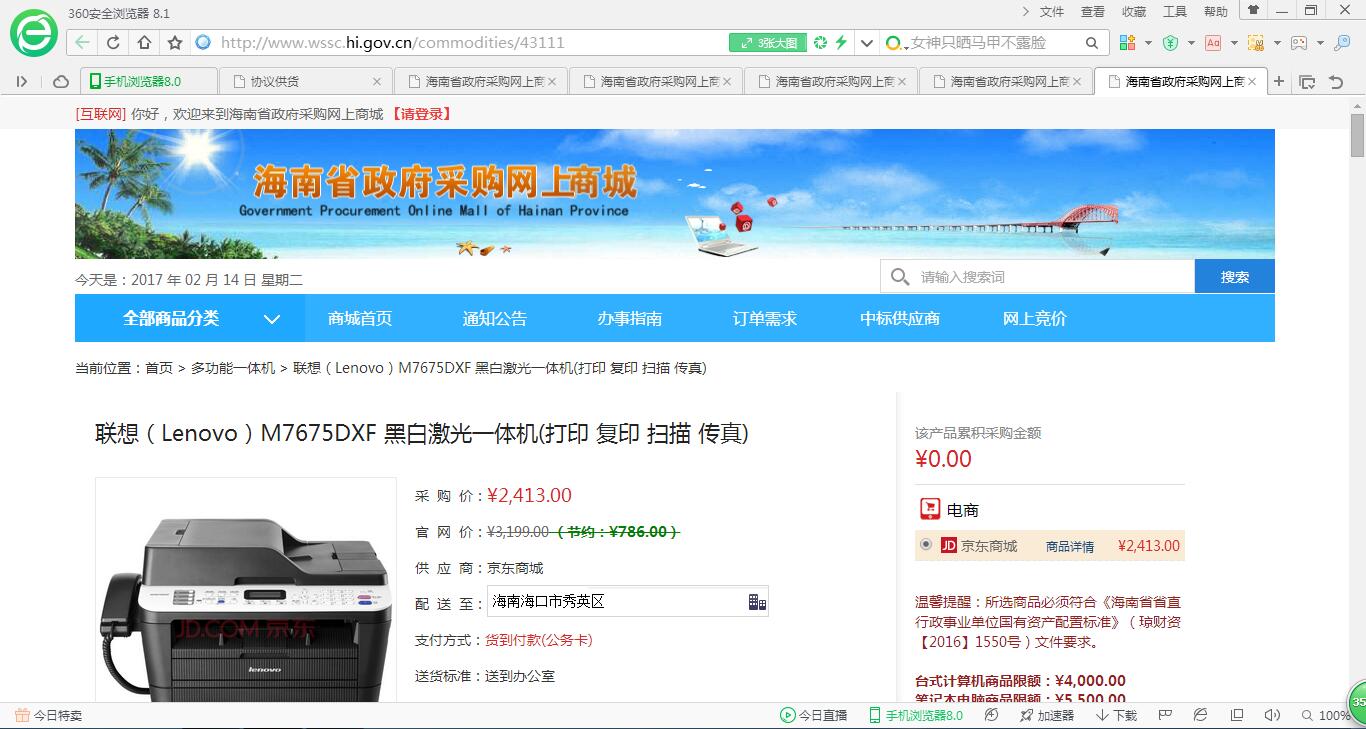 360安全浏览器 8.1
文件 查看 收藏 工具 帮助
http://www.wssc.hi.gov.cn/commodities/43111 3张大图 女神只晒马甲不露脸
手机浏览器8.0 协议供货 海南省政府采购网上商 海南省政府采购网上商 海南省政府采购网上商 海南省政府采购网上商 海南省政府采购网上商
[互联网] 你好，欢迎来到海南省政府采购网上商城 【请登录】
海南省政府采购网上商城
Government Procurement Online Mall of Hainan Province
今天是：2017 年 02 月 14 日 星期二
请输入搜索词 搜索
全部商品分类 商城首页 通知公告 办事指南 订单需求 中标供应商 网上竞价
当前位置：首页 > 多功能一体机 > 联想（Lenovo）M7675DXF 黑白激光一体机(打印 复印 扫描 传真)
联想（Lenovo）M7675DXF 黑白激光一体机(打印 复印 扫描 传真)
JD.COM 京东
lenovo
采 购 价：¥2,413.00
官 网 价：¥3,199.00（节约：¥786.00）
供 应 商：京东商城
配 送 至：海南海口市秀英区
支付方式：货到付款(公务卡)
送货标准：送到办公室
该产品累积采购金额
¥0.00
电商
JD 京东商城 商品详情 ¥2,413.00
温馨提醒：所选商品必须符合《海南省省直
行政事业单位国有资产配置标准》（琼财资
【2016】1550号）文件要求。
台式计算机商品限额：¥4,000.00
笔记本电脑商品限额：¥5,500.00
今日特卖 今日直播 手机浏览器8.0 加速器 下载 100%
35